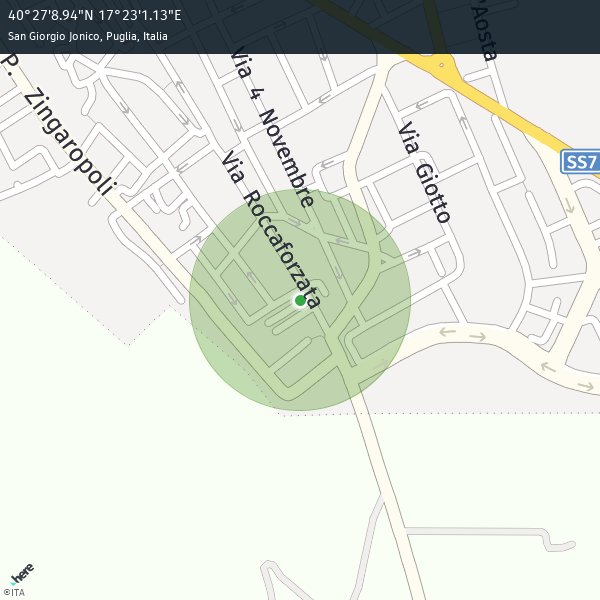 40°27'8.94"N 17°23'1.13"E
San Giorgio Jonico, Puglia, Italia
P. Zingaropoli
Via 4 Novembre
Via Roccaforzata
Via Giotto
d'Aosta
SS7
here
©ITA